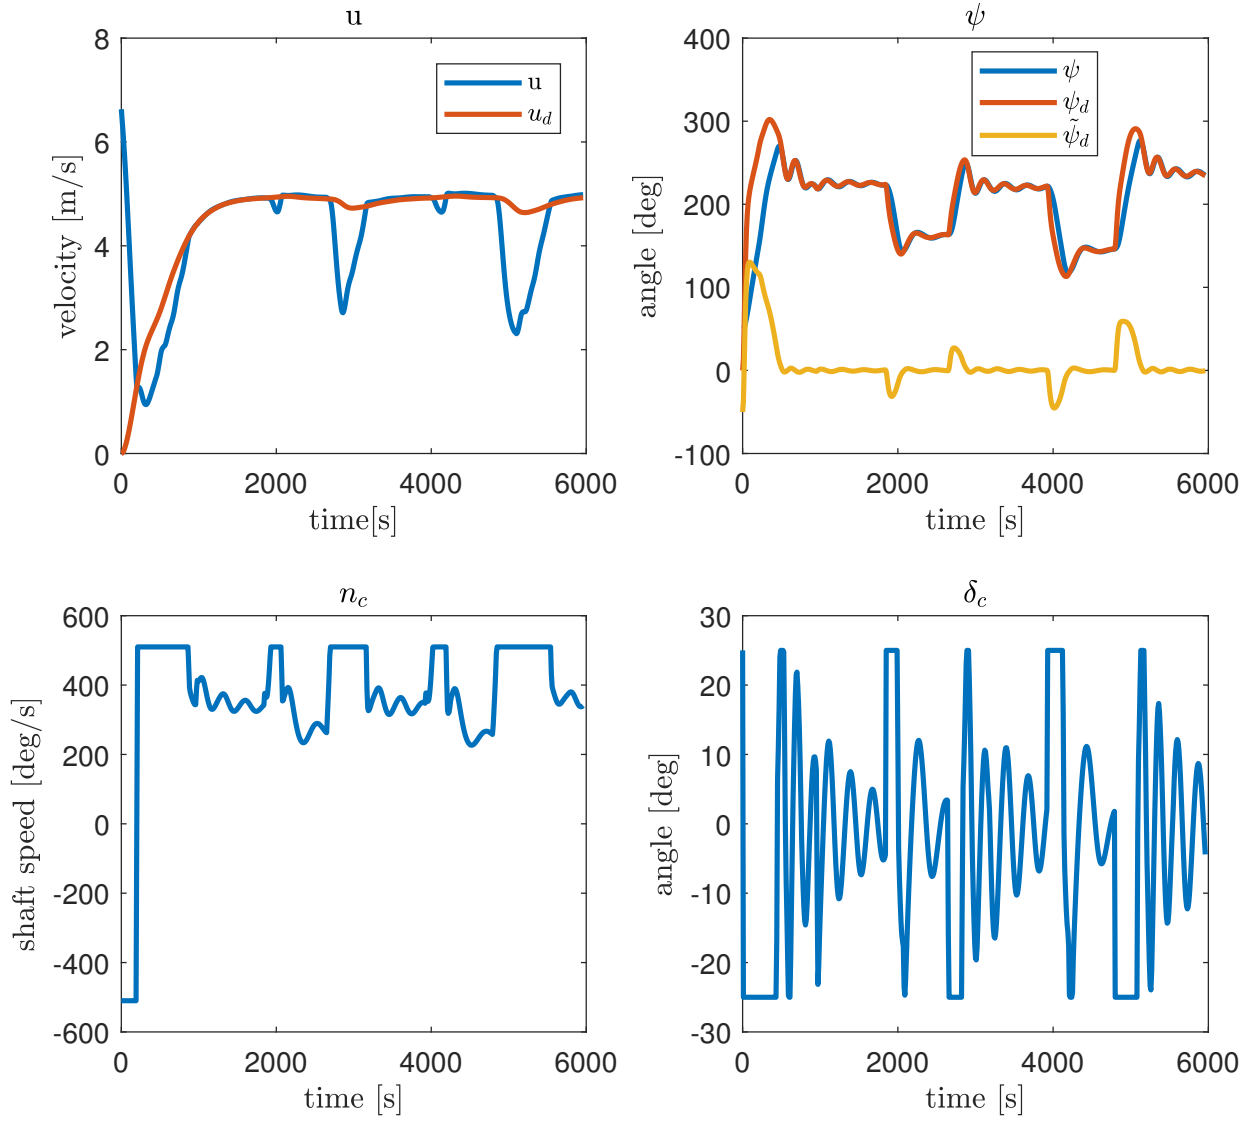 u
8
6
4
2
0
velocity [m/s]
u
u_d
0 2000 4000 6000
time[s]
ψ
400
300
200
100
0
-100
angle [deg]
ψ
ψ_d
ψ̃_d
0 2000 4000 6000
time [s]
n_c
600
400
200
0
-200
-400
-600
shaft speed [deg/s]
0 2000 4000 6000
time [s]
δ_c
30
20
10
0
-10
-20
-30
angle [deg]
0 2000 4000 6000
time [s]